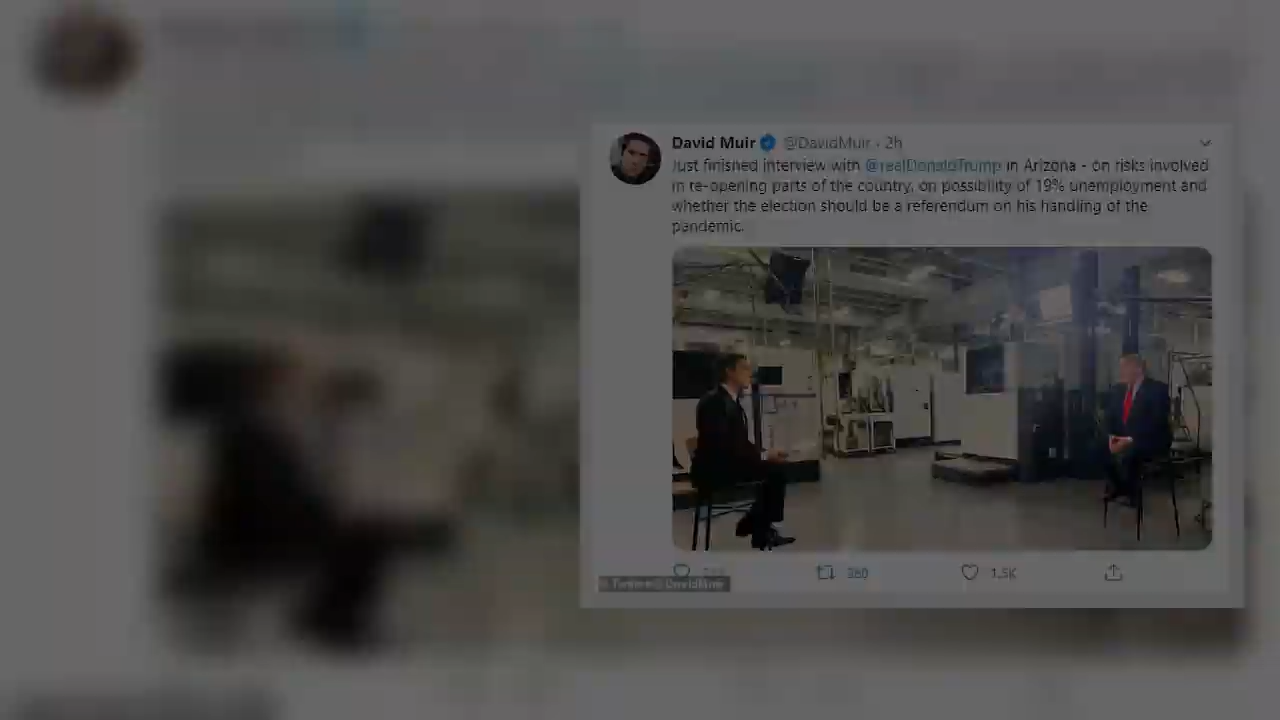 David Muir @DavidMuir · 2h
Just finished interview with @realDonaldTrump in Arizona - on risks involved
in re-opening parts of the country, on possibility of 19% unemployment and
whether the election should be a referendum on his handling of the
pandemic.
380 1.5K
© Twitter/@DavidMuir